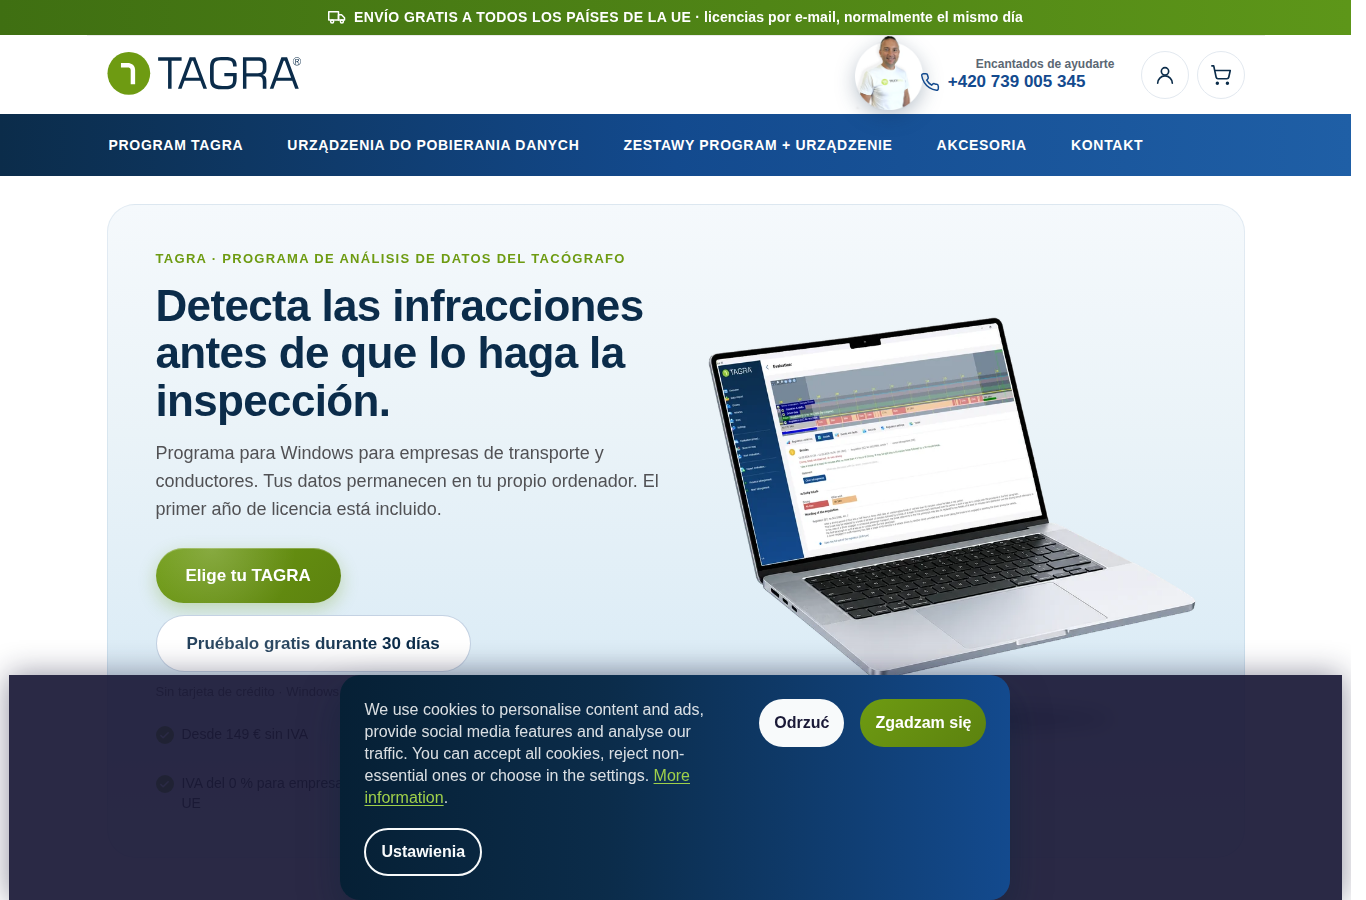 ENVÍO GRATIS A TODOS LOS PAÍSES DE LA UE · licencias por e-mail, normalmente el mismo día
TAGRA®
Encantados de ayudarte
+420 739 005 345
PROGRAM TAGRA
URZĄDZENIA DO POBIERANIA DANYCH
ZESTAWY PROGRAM + URZĄDZENIE
AKCESORIA
KONTAKT
TAGRA · PROGRAMA DE ANÁLISIS DE DATOS DEL TACÓGRAFO
Detecta las infracciones
antes de que lo haga la
inspección.
Programa para Windows para empresas de transporte y
conductores. Tus datos permanecen en tu propio ordenador. El
primer año de licencia está incluido.
Elige tu TAGRA
Pruébalo gratis durante 30 días
Sin tarjeta de crédito · Windows
Desde 149 € sin IVA
IVA del 0 % para empresa
UE
TAGRA
We use cookies to personalise content and ads,
provide social media features and analyse our
traffic. You can accept all cookies, reject non-
essential ones or choose in the settings. More
information.
Odrzuć
Zgadzam się
Ustawienia